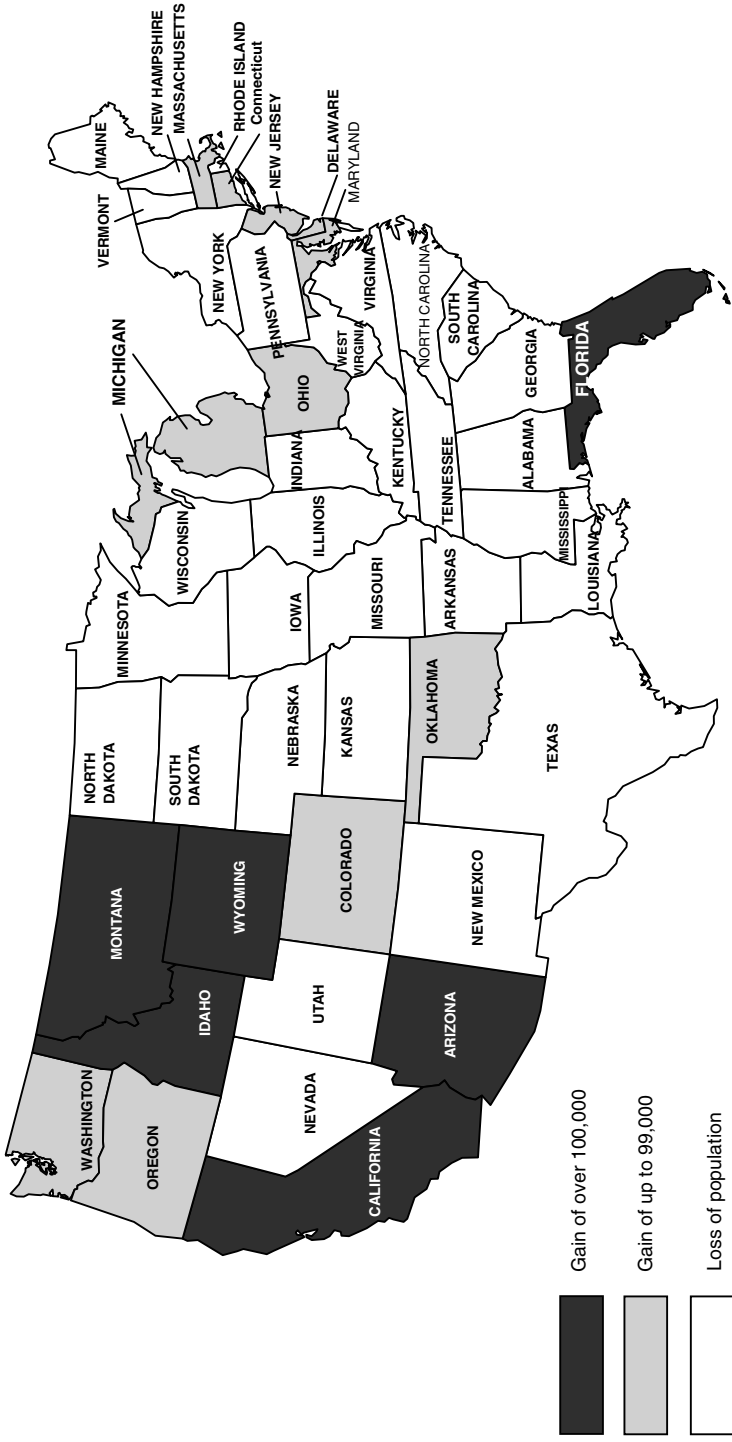 WASHINGTON
OREGON
CALIFORNIA
NEVADA
IDAHO
MONTANA
WYOMING
UTAH
ARIZONA
COLORADO
NEW MEXICO
NORTH
DAKOTA
SOUTH
DAKOTA
NEBRASKA
KANSAS
OKLAHOMA
TEXAS
MINNESOTA
IOWA
MISSOURI
ARKANSAS
LOUISIANA
WISCONSIN
ILLINOIS
MICHIGAN
INDIANA
OHIO
KENTUCKY
TENNESSEE
MISSISSIPPI
ALABAMA
GEORGIA
FLORIDA
SOUTH
CAROLINA
NORTH CAROLINA
VIRGINIA
WEST
VIRGINIA
PENNSYLVANIA
NEW YORK
VERMONT
MAINE
NEW HAMPSHIRE
MASSACHUSETTS
RHODE ISLAND
Connecticut
NEW JERSEY
DELAWARE
MARYLAND
Gain of over 100,000
Gain of up to 99,000
Loss of population